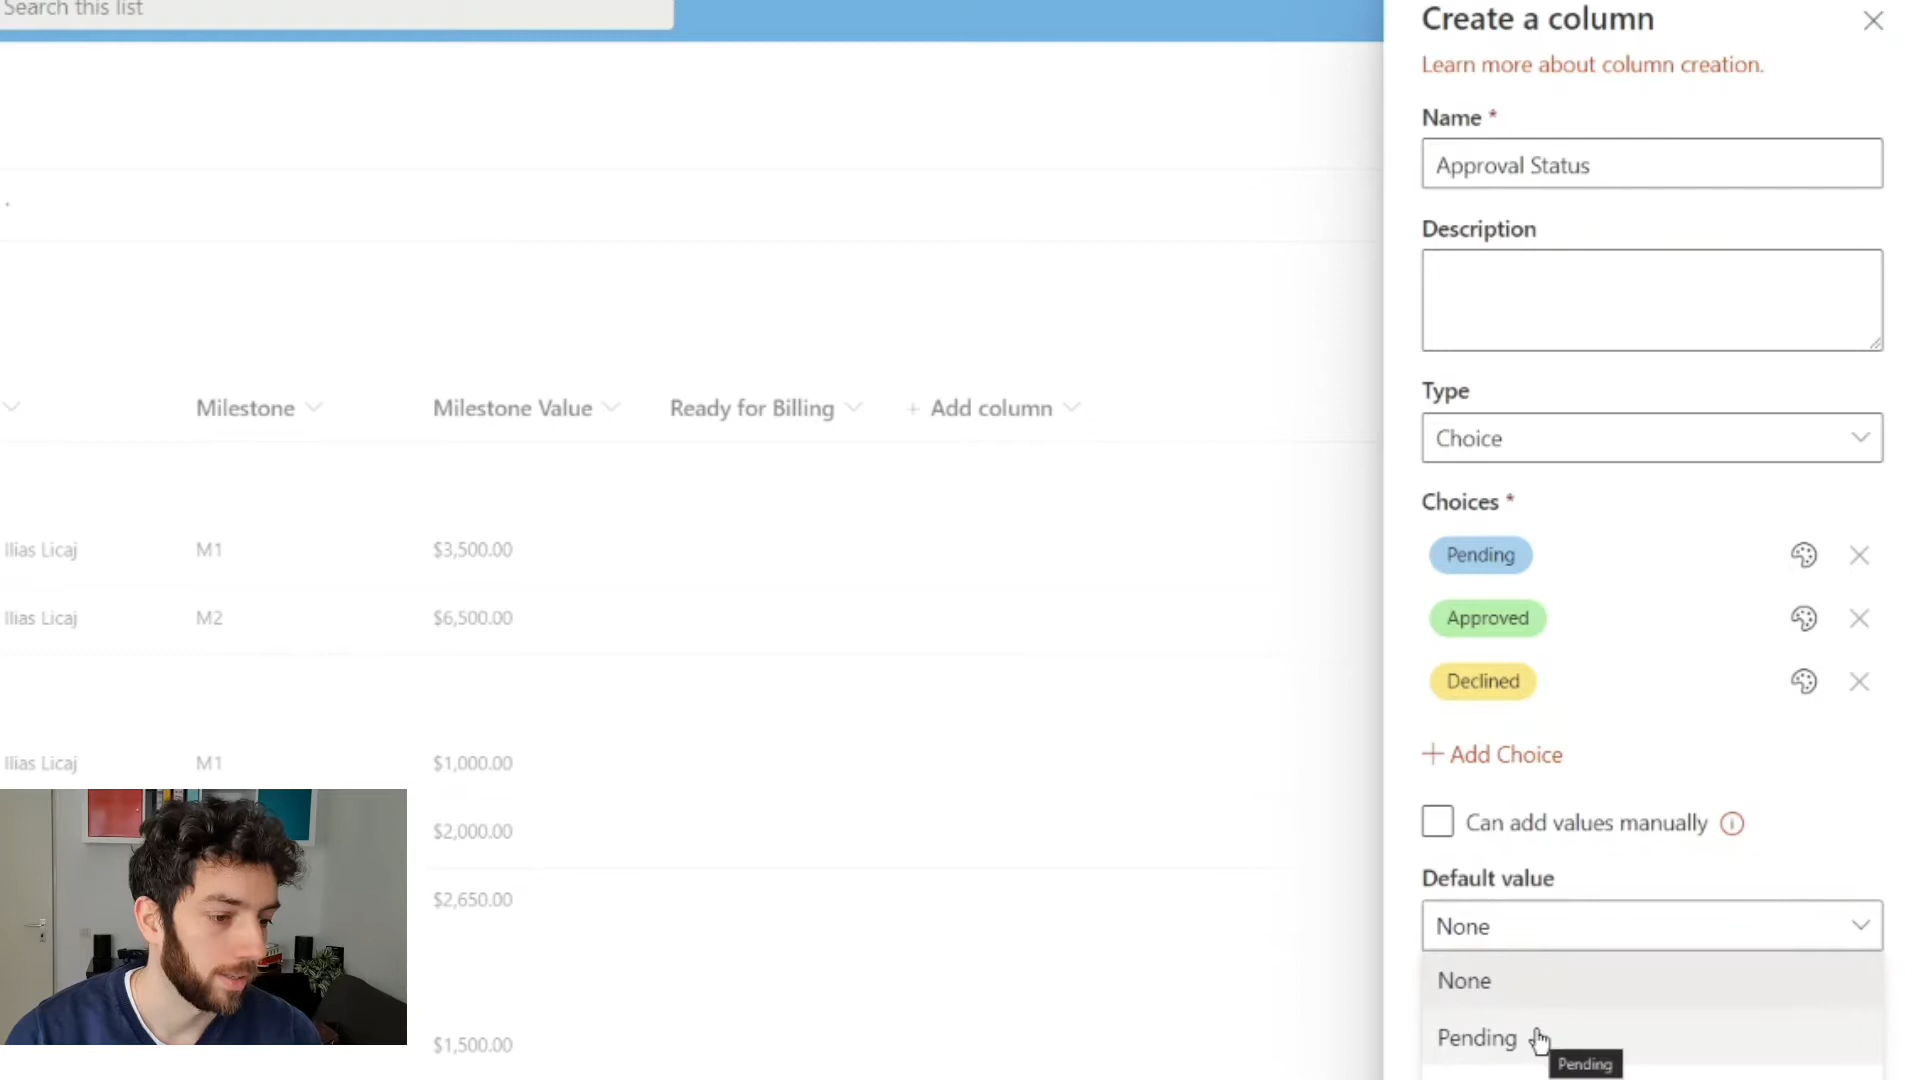 Search this list
Create a column
Learn more about column creation.
Name *
Approval Status
Description
Type
Choice
Choices *
Pending
Approved
Declined
+ Add Choice
Can add values manually
Default value
None
None
Pending
Pending
Milestone
Milestone Value
Ready for Billing
+ Add column
Ilias Licaj M1 $3,500.00
Ilias Licaj M2 $6,500.00
Ilias Licaj M1 $1,000.00
$2,000.00
$2,650.00
$1,500.00